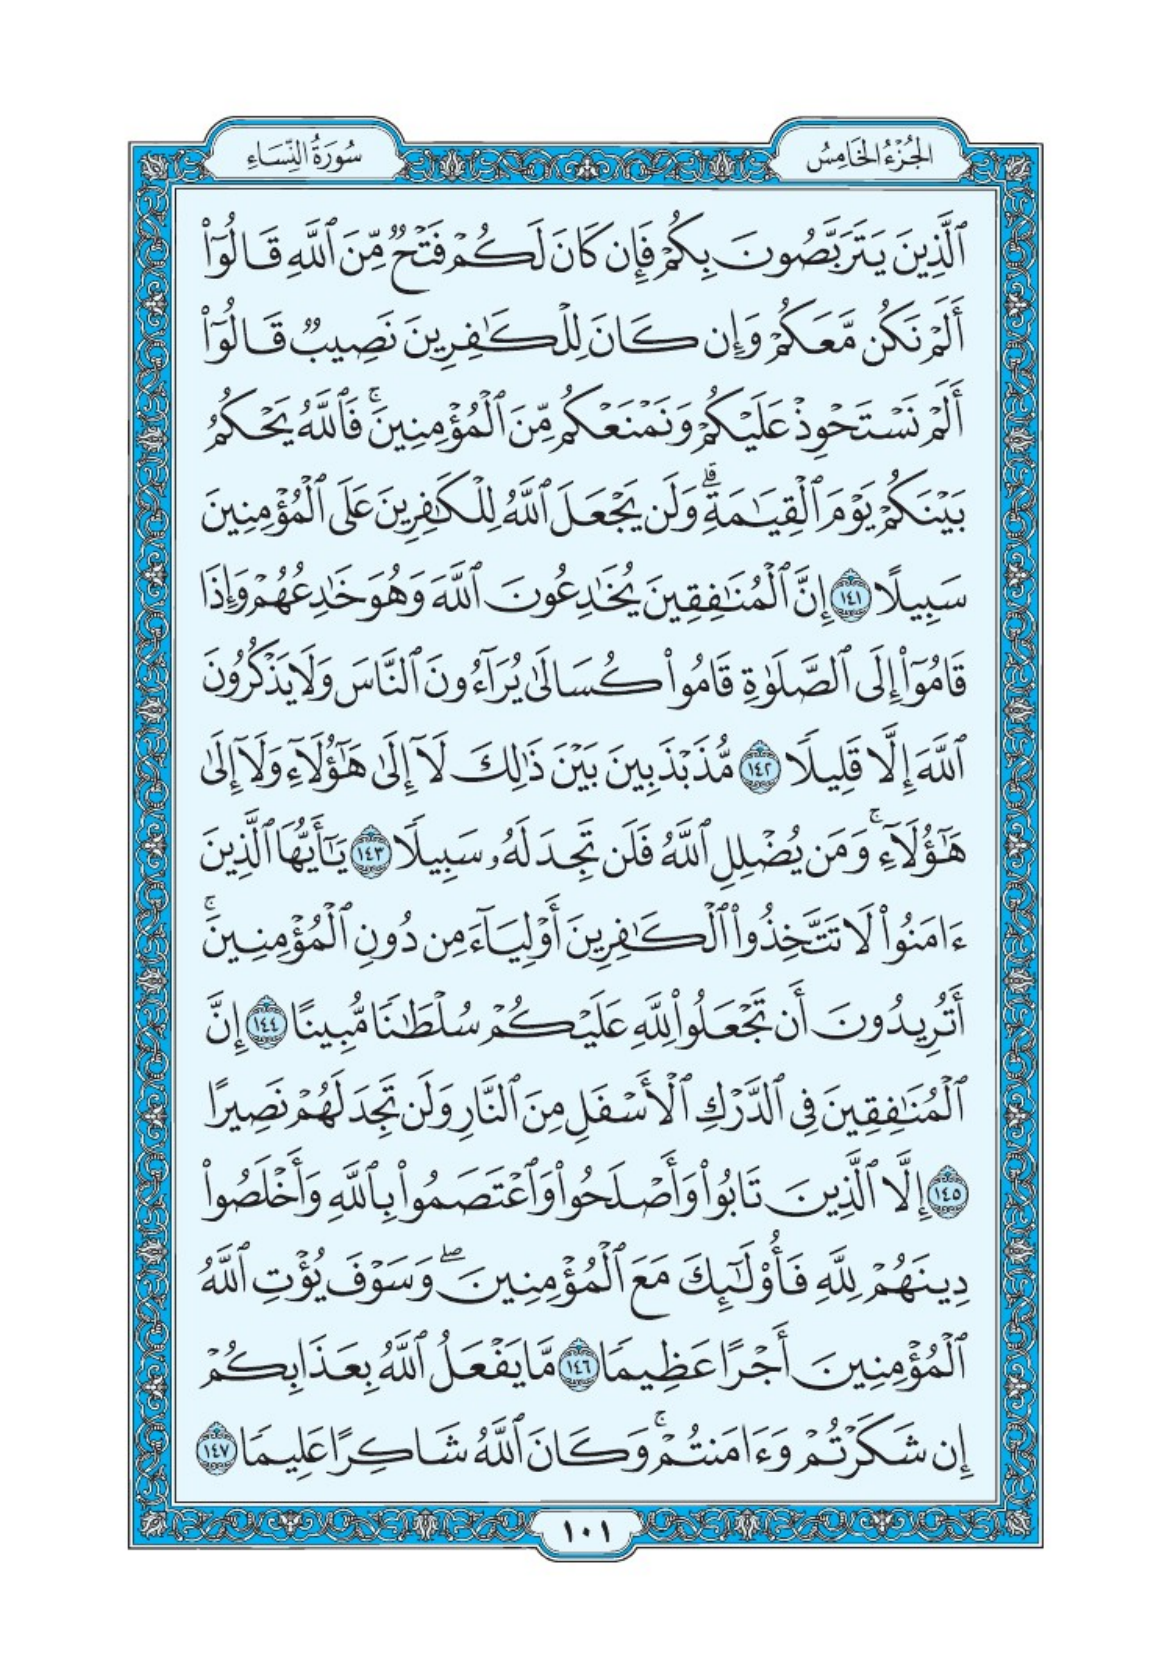 الجُزْءُ الخَامِسُ
سُورَةُ النِّسَاءِ
ٱلَّذِينَ يَتَرَبَّصُونَ بِكُمْ فَإِن كَانَ لَكُمْ فَتْحٌ مِّنَ ٱللَّهِ قَالُوٓا۟
أَلَمْ نَكُن مَّعَكُمْ وَإِن كَانَ لِلْكَـٰفِرِينَ نَصِيبٌ قَالُوٓا۟
أَلَمْ نَسْتَحْوِذْ عَلَيْكُمْ وَنَمْنَعْكُم مِّنَ ٱلْمُؤْمِنِينَ ۚ فَٱللَّهُ يَحْكُمُ
بَيْنَكُمْ يَوْمَ ٱلْقِيَـٰمَةِ ۗ وَلَن يَجْعَلَ ٱللَّهُ لِلْكَـٰفِرِينَ عَلَى ٱلْمُؤْمِنِينَ
سَبِيلًا ١٤١ إِنَّ ٱلْمُنَـٰفِقِينَ يُخَـٰدِعُونَ ٱللَّهَ وَهُوَ خَـٰدِعُهُمْ وَإِذَا
قَامُوٓا۟ إِلَى ٱلصَّلَوٰةِ قَامُوا۟ كُسَالَىٰ يُرَآءُونَ ٱلنَّاسَ وَلَا يَذْكُرُونَ
ٱللَّهَ إِلَّا قَلِيلًا ١٤٢ مُّذَبْذَبِينَ بَيْنَ ذَٰلِكَ لَآ إِلَىٰ هَـٰٓؤُلَآءِ وَلَآ إِلَىٰ
هَـٰٓؤُلَآءِ ۚ وَمَن يُضْلِلِ ٱللَّهُ فَلَن تَجِدَ لَهُۥ سَبِيلًا ١٤٣ يَـٰٓأَيُّهَا ٱلَّذِينَ
ءَامَنُوا۟ لَا تَتَّخِذُوا۟ ٱلْكَـٰفِرِينَ أَوْلِيَآءَ مِن دُونِ ٱلْمُؤْمِنِينَ ۚ
أَتُرِيدُونَ أَن تَجْعَلُوا۟ لِلَّهِ عَلَيْكُمْ سُلْطَـٰنًا مُّبِينًا ١٤٤ إِنَّ
ٱلْمُنَـٰفِقِينَ فِى ٱلدَّرْكِ ٱلْأَسْفَلِ مِنَ ٱلنَّارِ وَلَن تَجِدَ لَهُمْ نَصِيرًا
١٤٥ إِلَّا ٱلَّذِينَ تَابُوا۟ وَأَصْلَحُوا۟ وَٱعْتَصَمُوا۟ بِٱللَّهِ وَأَخْلَصُوا۟
دِينَهُمْ لِلَّهِ فَأُو۟لَـٰٓئِكَ مَعَ ٱلْمُؤْمِنِينَ ۖ وَسَوْفَ يُؤْتِ ٱللَّهُ
ٱلْمُؤْمِنِينَ أَجْرًا عَظِيمًا ١٤٦ مَّا يَفْعَلُ ٱللَّهُ بِعَذَابِكُمْ
إِن شَكَرْتُمْ وَءَامَنتُمْ ۚ وَكَانَ ٱللَّهُ شَاكِرًا عَلِيمًا ١٤٧
١٠١